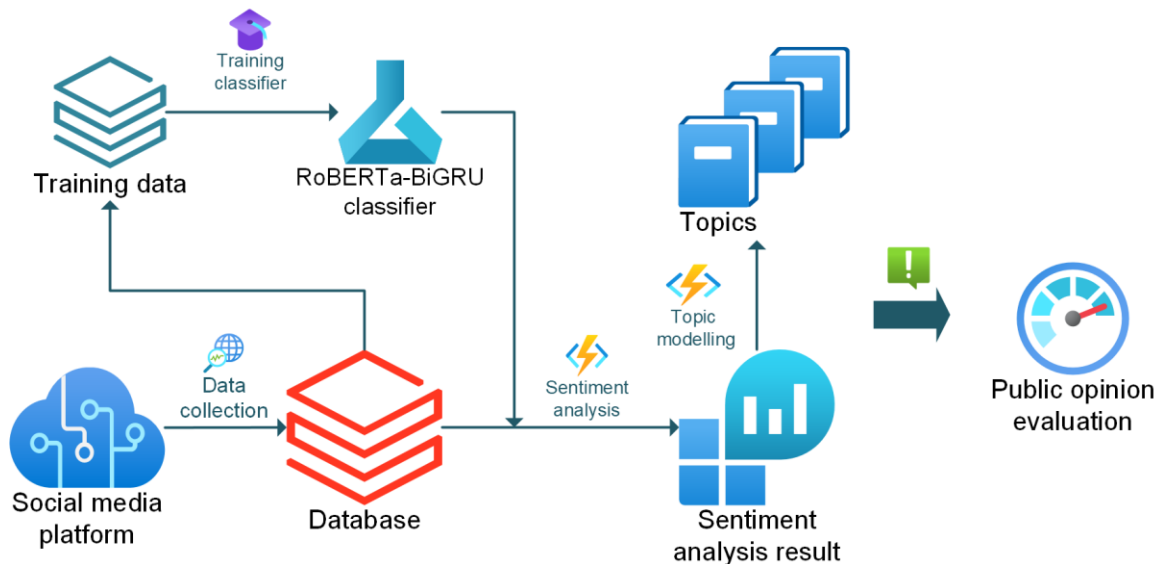 Training
classifier
Training data
RoBERTa-BiGRU
classifier
Topics
Topic
modelling
Data
collection
Sentiment
analysis
Public opinion
evaluation
Social media
platform
Database
Sentiment
analysis result